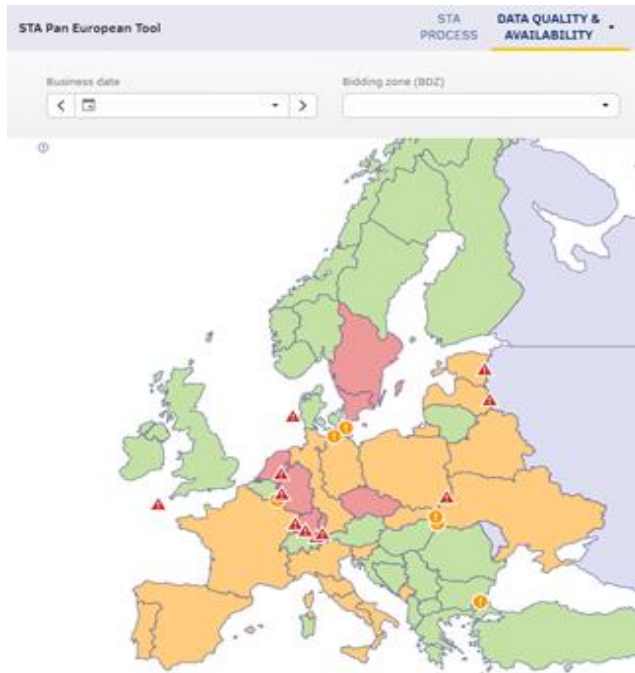 STA Pan European Tool
STA
PROCESS
DATA QUALITY &
AVAILABILITY
Business date
Bidding zone (BDZ)